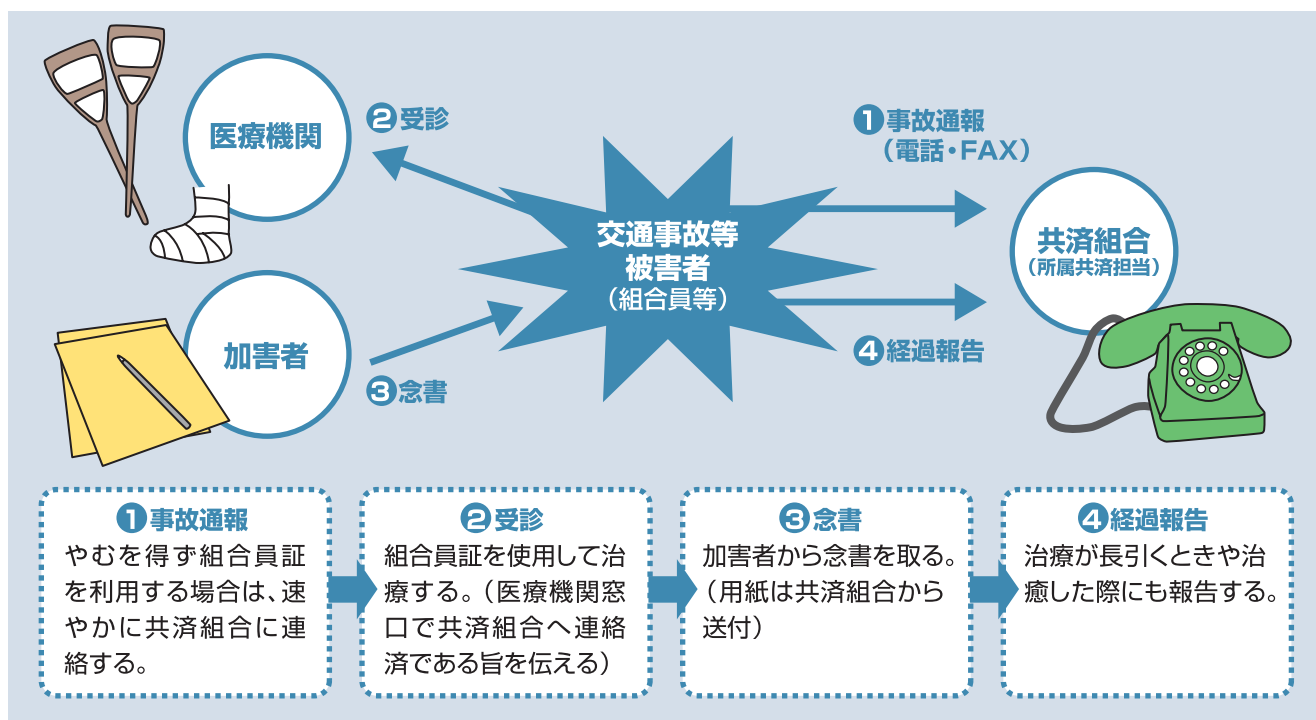 医療機関
❷受診
❶事故通報
（電話・FAX）
交通事故等
被害者
（組合員等）
共済組合
（所属共済担当）
加害者
❸念書
❹経過報告
❶事故通報
やむを得ず組合員証
を利用する場合は、速
やかに共済組合に連
絡する。
❷受診
組合員証を使用して治
療する。（医療機関窓
口で共済組合へ連絡
済である旨を伝える）
❸念書
加害者から念書を取る。
（用紙は共済組合から
送付）
❹経過報告
治療が長引くときや治
癒した際にも報告する。